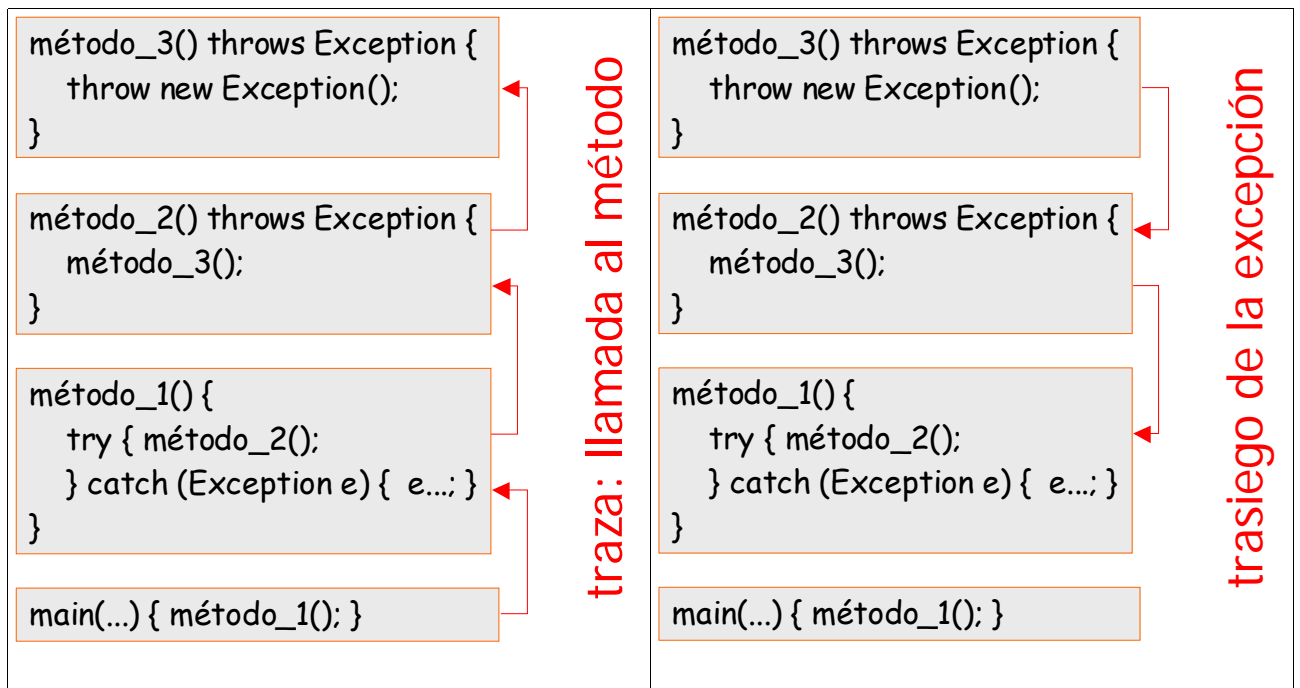 método_3() throws Exception {
throw new Exception();
}
método_2() throws Exception {
método_3();
}
método_1() {
try { método_2();
} catch (Exception e) { e...; }
}
main(...) { método_1(); }
traza: llamada al método
método_3() throws Exception {
throw new Exception();
}
método_2() throws Exception {
método_3();
}
método_1() {
try { método_2();
} catch (Exception e) { e...; }
}
main(...) { método_1(); }
trasiego de la excepción